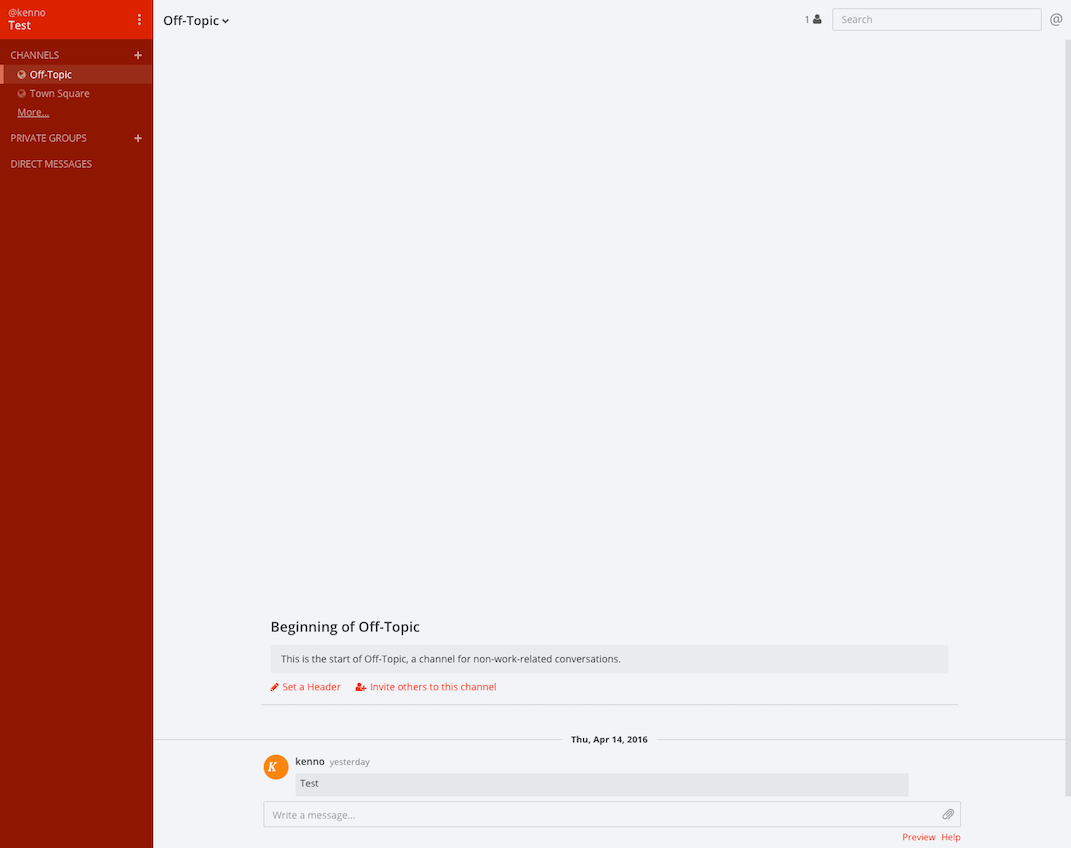 @kenno
Test
CHANNELS
Off-Topic
Town Square
More...
PRIVATE GROUPS
DIRECT MESSAGES
Off-Topic
1
Search
@
Beginning of Off-Topic
This is the start of Off-Topic, a channel for non-work-related conversations.
Set a Header Invite others to this channel
Thu, Apr 14, 2016
K
kenno yesterday
Test
Write a message...
Preview Help